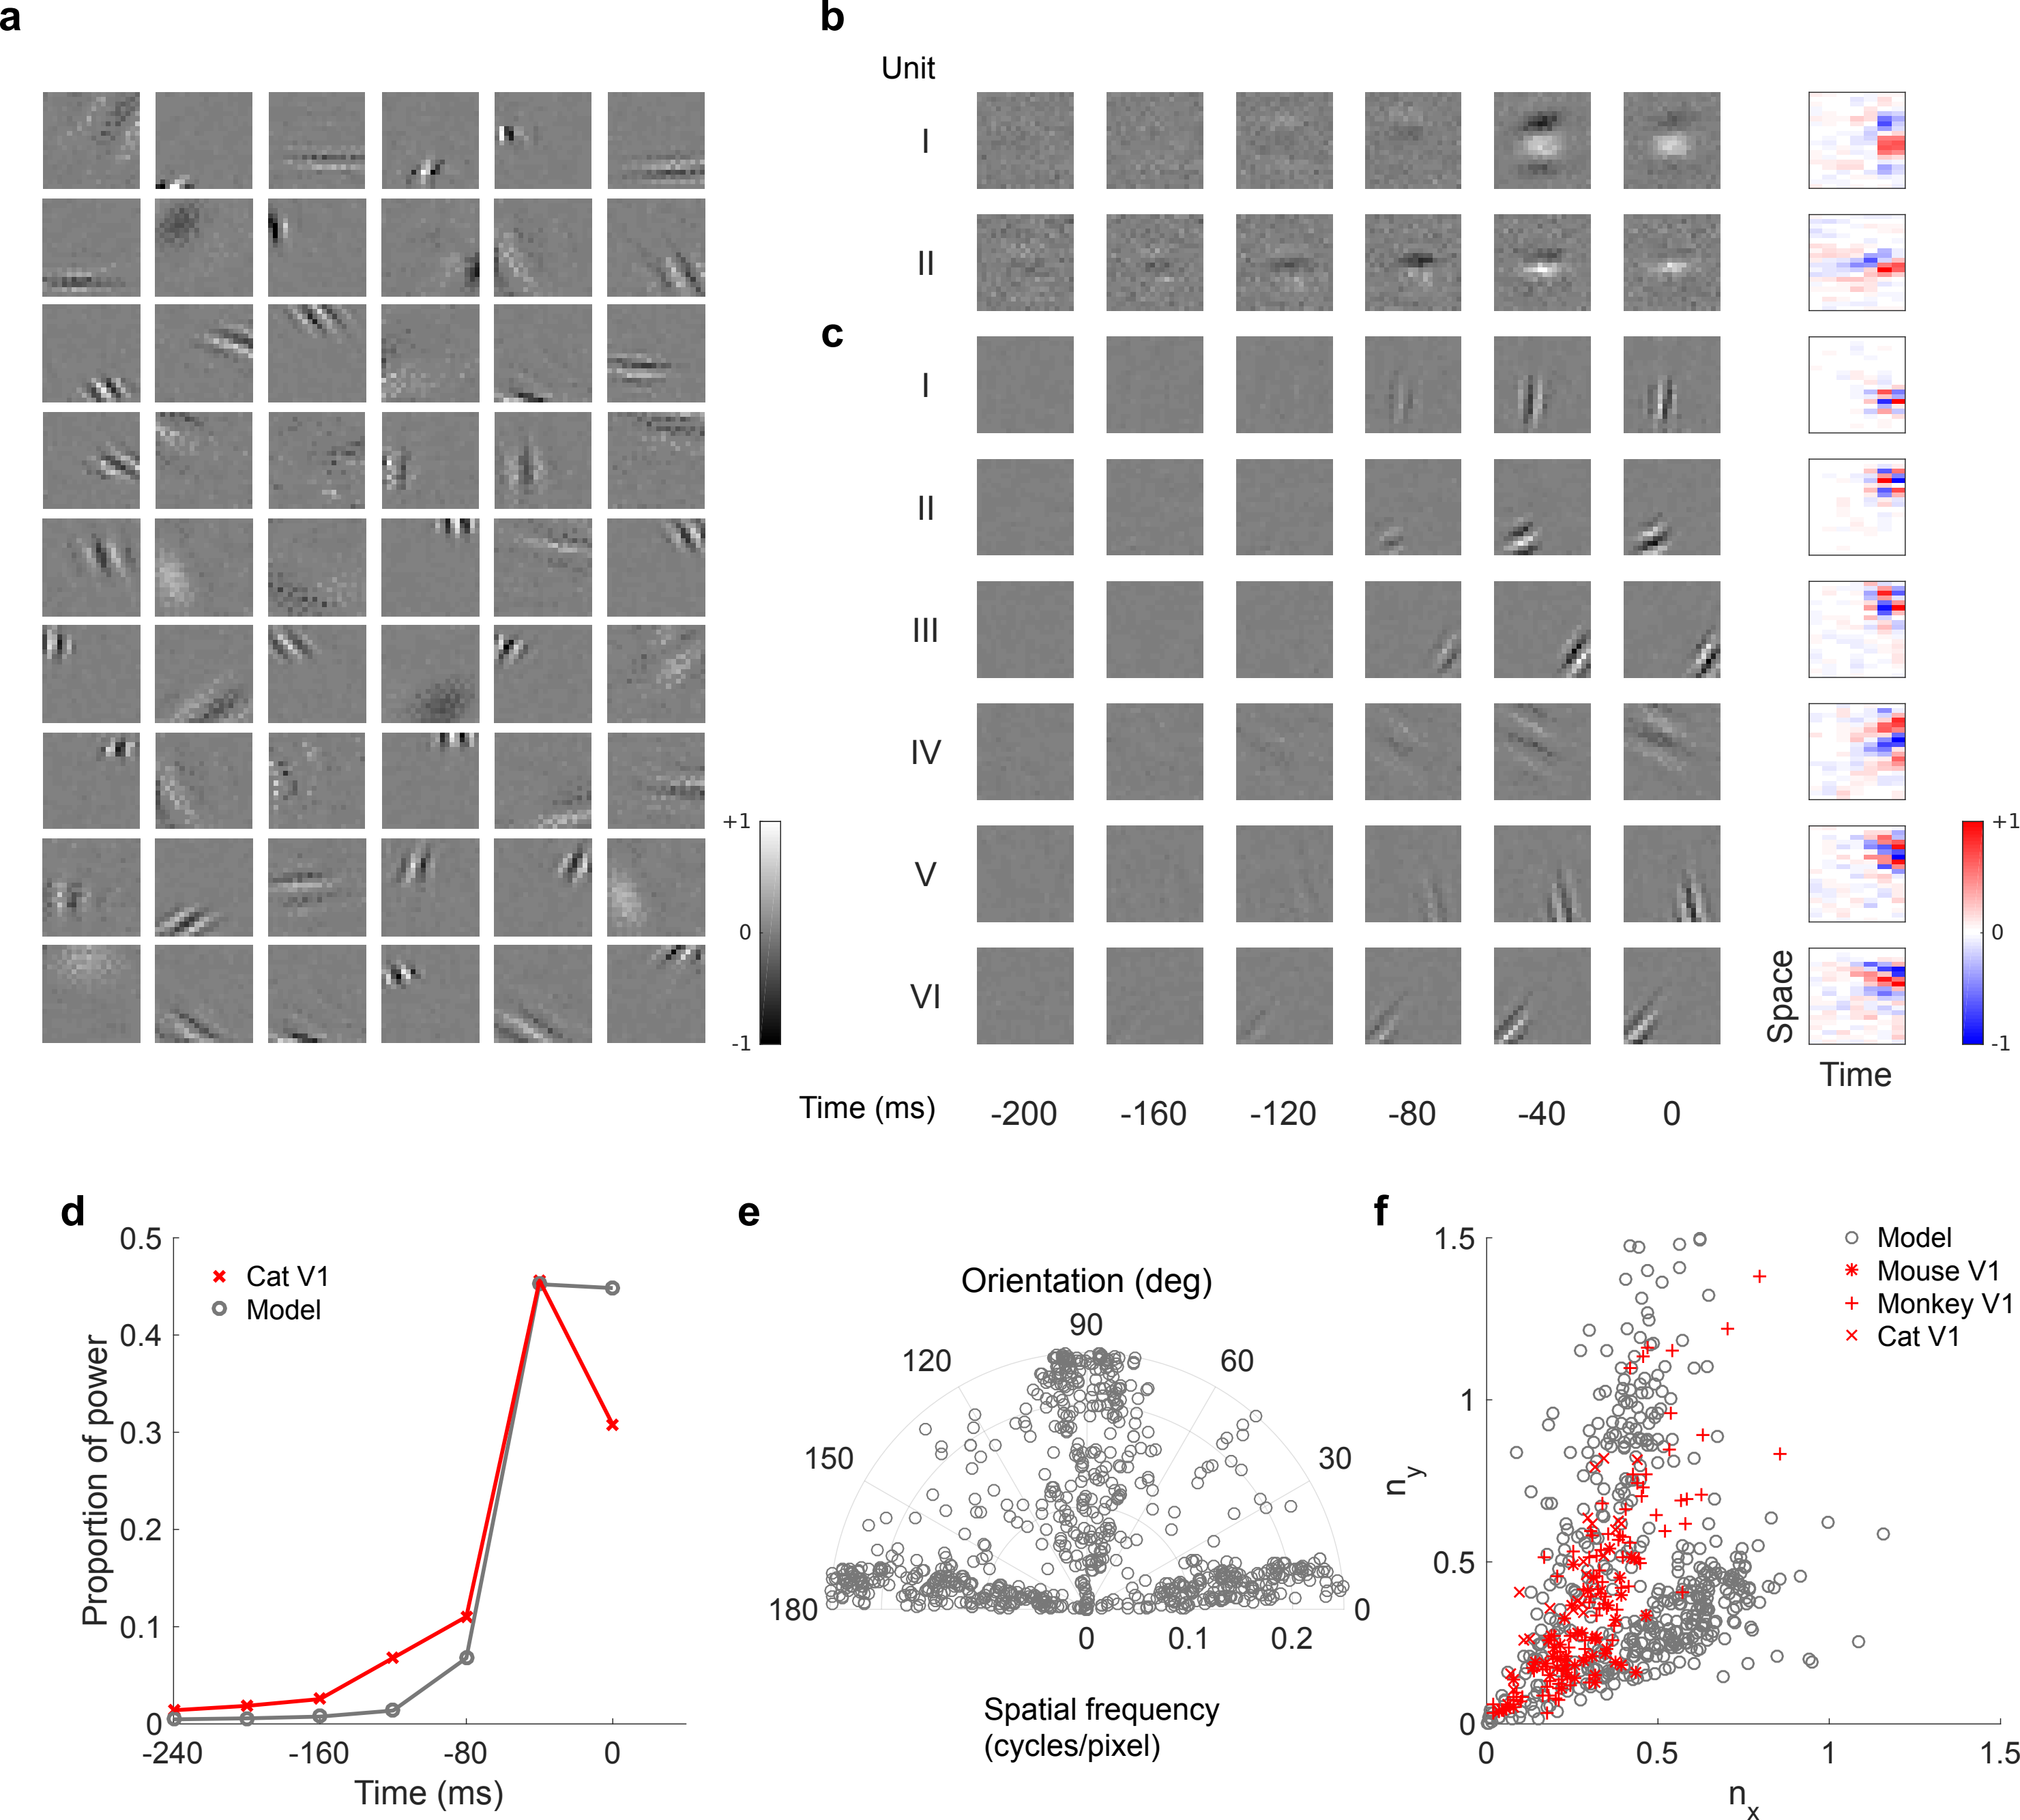 a
b
Unit
I
II
c
I
II
III
IV
V
VI
+1
0
-1
+1
0
-1
Space
Time
Time (ms)
-200
-160
-120
-80
-40
0
d
0.5
0.4
0.3
0.2
0.1
0
Cat V1
Model
Proportion of power
-240
-160
-80
0
Time (ms)
e
Orientation (deg)
90
120
60
150
30
180
0
0
0.1
0.2
Spatial frequency
(cycles/pixel)
f
1.5
1
0.5
0
n_y
Model
Mouse V1
Monkey V1
Cat V1
0
0.5
1
1.5
n_x